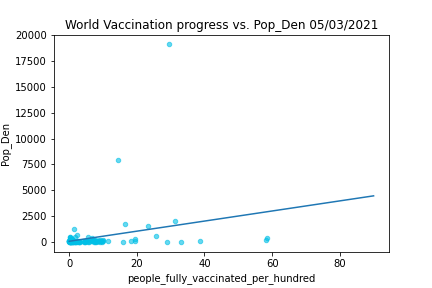 World Vaccination progress vs. Pop_Den 05/03/2021
20000
17500
15000
12500
10000
7500
5000
2500
0
Pop_Den
0 20 40 60 80
people_fully_vaccinated_per_hundred